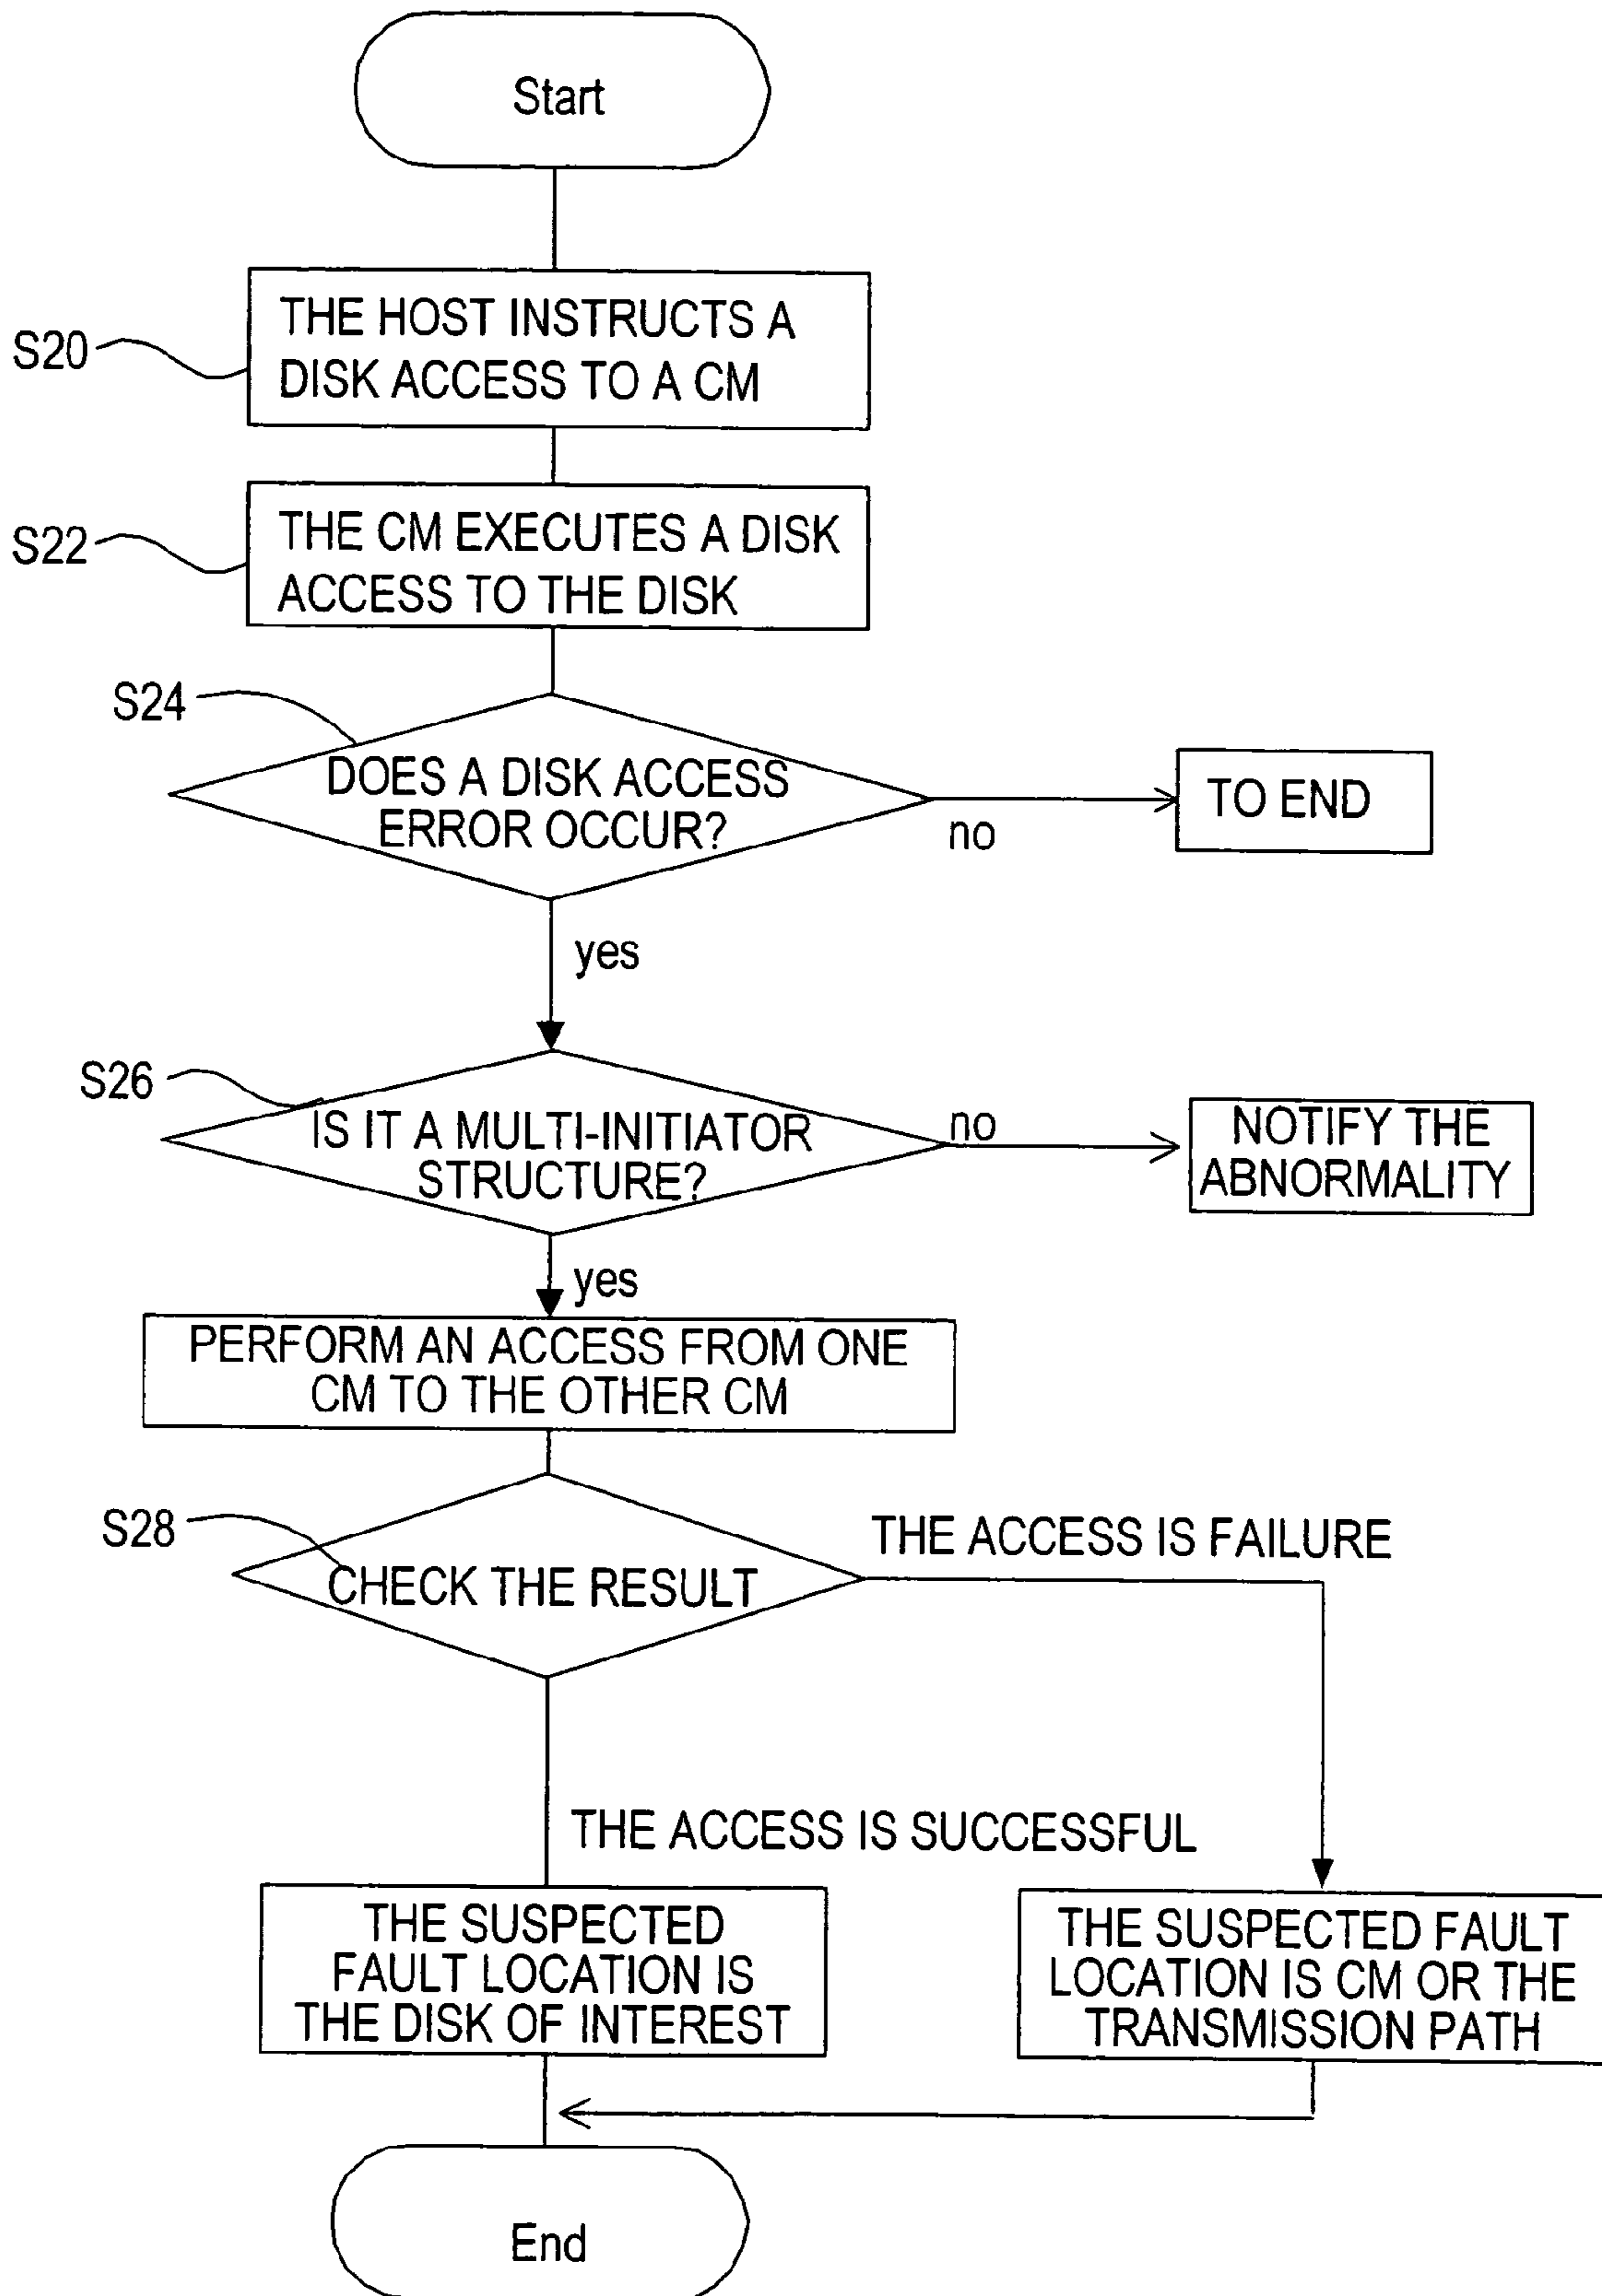 Start
S20
THE HOST INSTRUCTS A
DISK ACCESS TO A CM
S22
THE CM EXECUTES A DISK
ACCESS TO THE DISK
S24
DOES A DISK ACCESS
ERROR OCCUR?
no
TO END
yes
S26
IS IT A MULTI-INITIATOR
STRUCTURE?
no
NOTIFY THE
ABNORMALITY
yes
PERFORM AN ACCESS FROM ONE
CM TO THE OTHER CM
S28
CHECK THE RESULT
THE ACCESS IS FAILURE
THE ACCESS IS SUCCESSFUL
THE SUSPECTED
FAULT LOCATION IS
THE DISK OF INTEREST
THE SUSPECTED FAULT
LOCATION IS CM OR THE
TRANSMISSION PATH
End